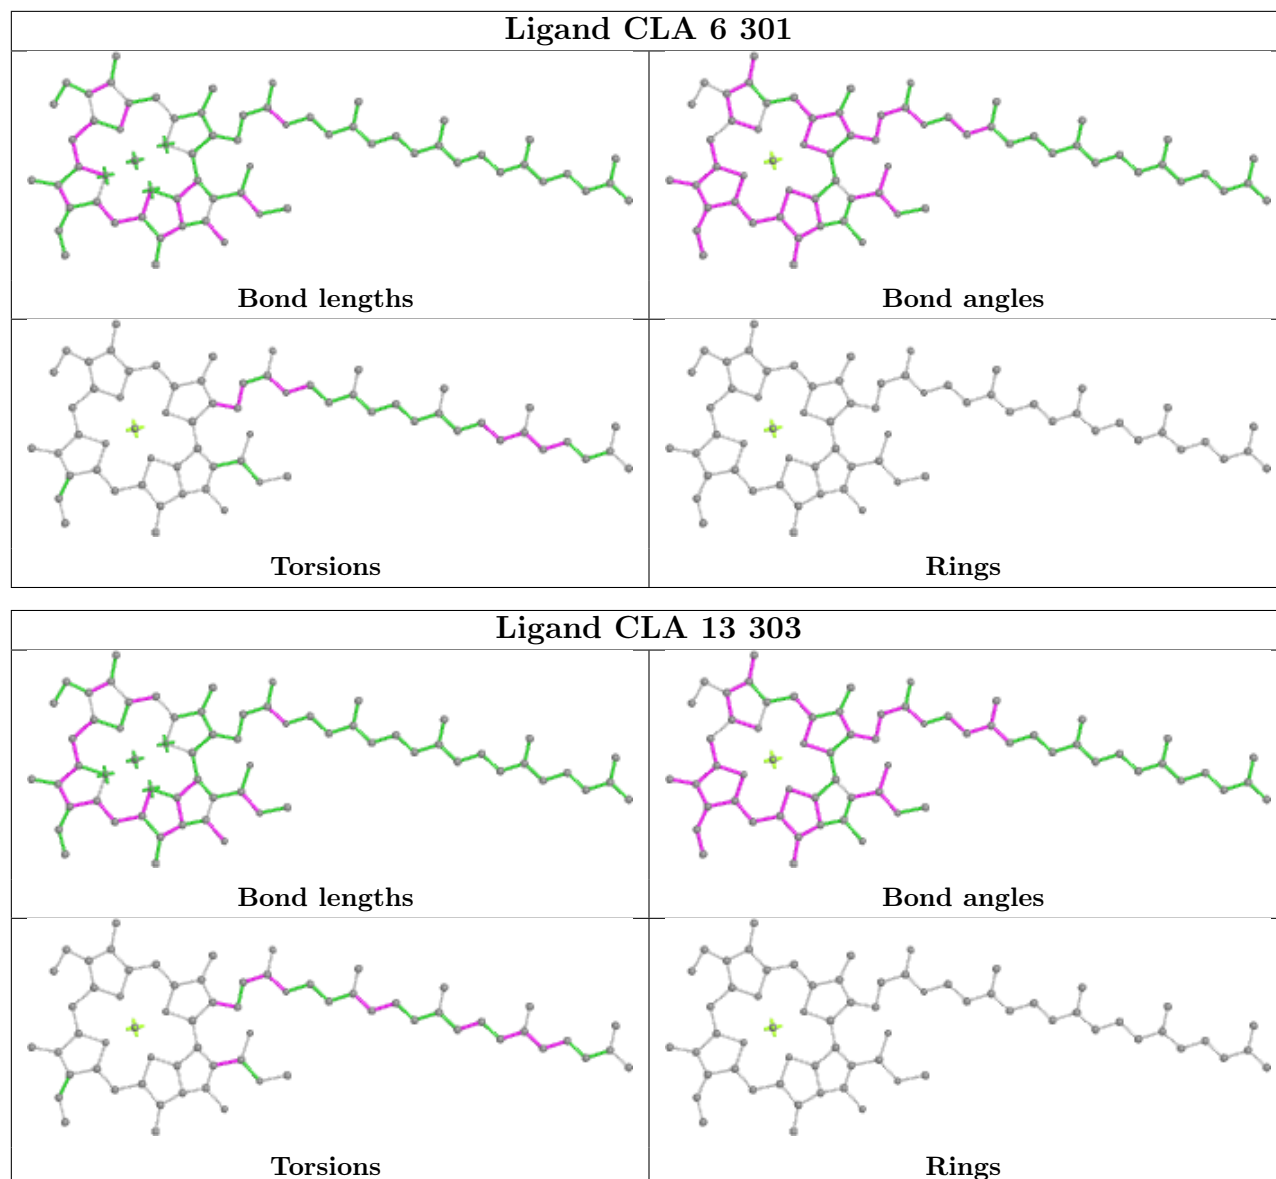 Ligand CLA 6 301
Bond lengths
Bond angles
Torsions
Rings
Ligand CLA 13 303
Bond lengths
Bond angles
Torsions
Rings